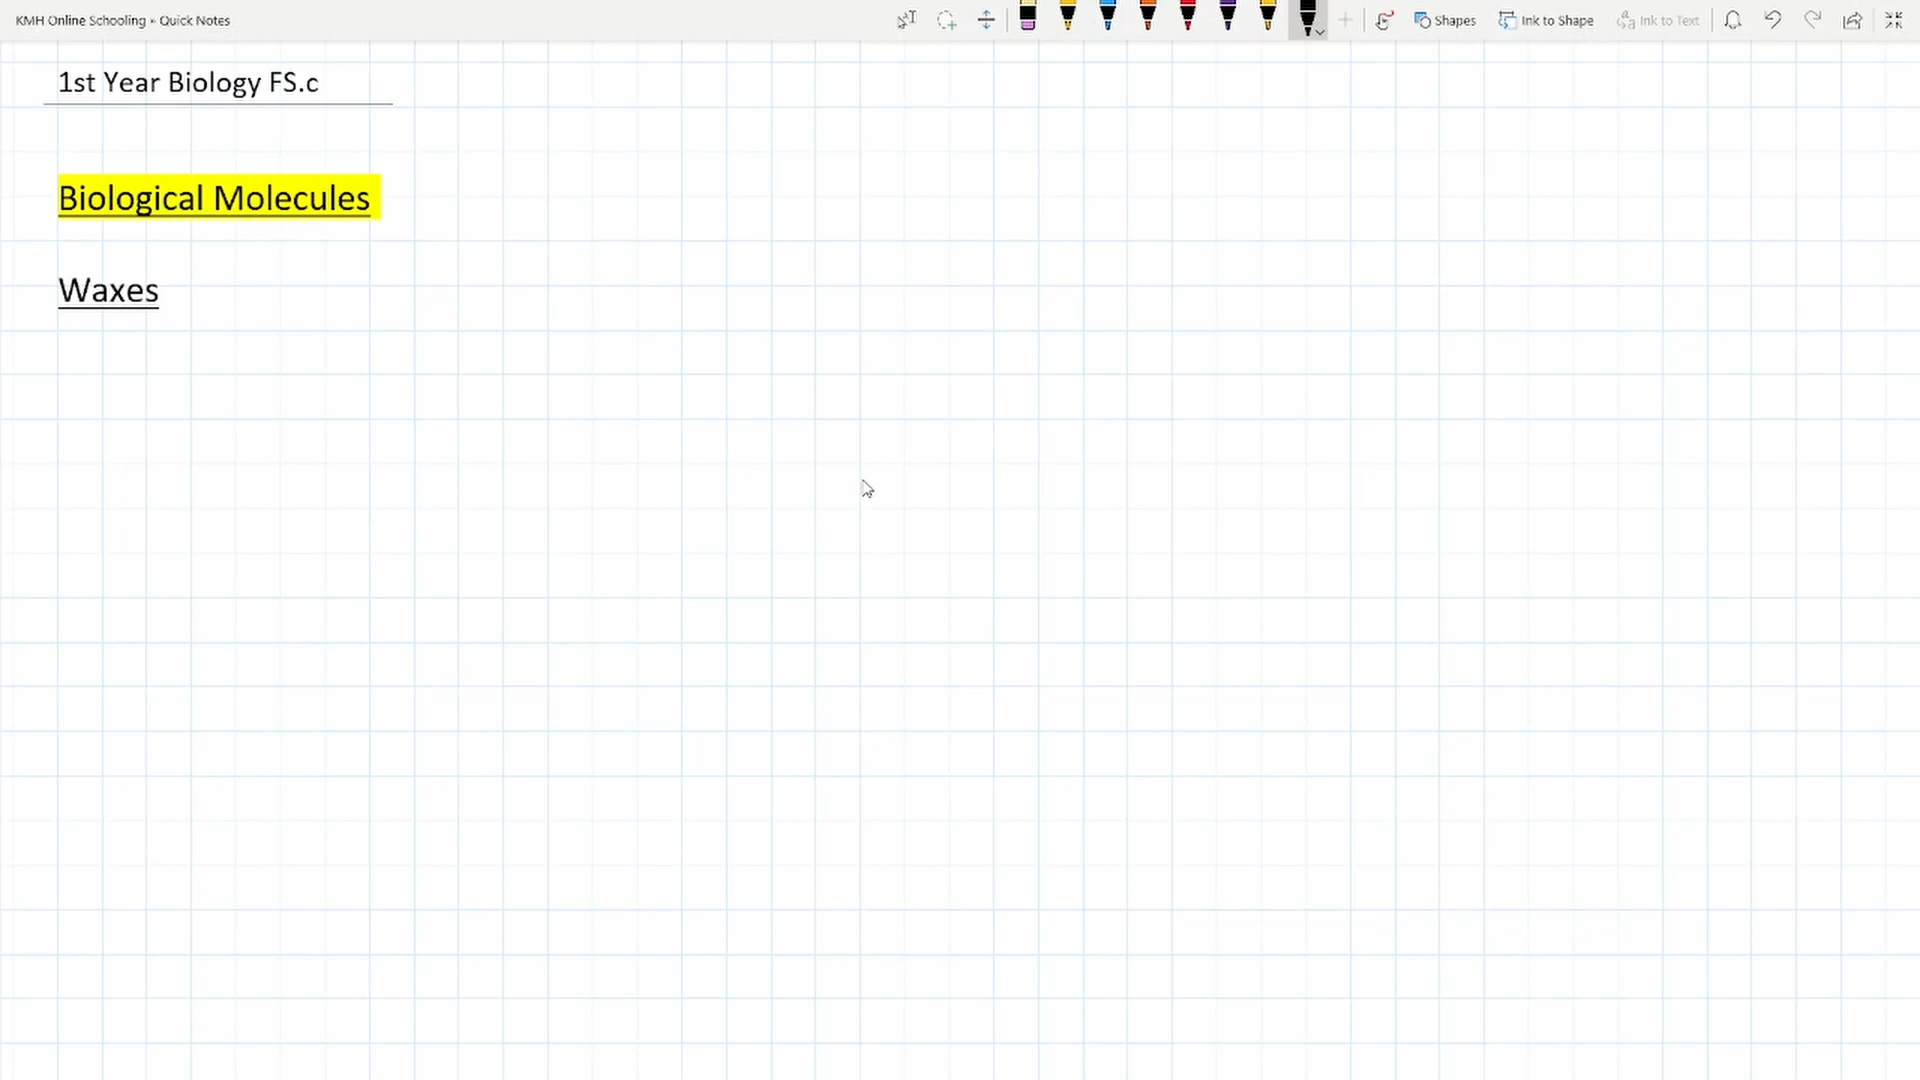 KMH Online Schooling » Quick Notes
Shapes
Ink to Shape
Ink to Text
1st Year Biology FS.c
Biological Molecules
Waxes